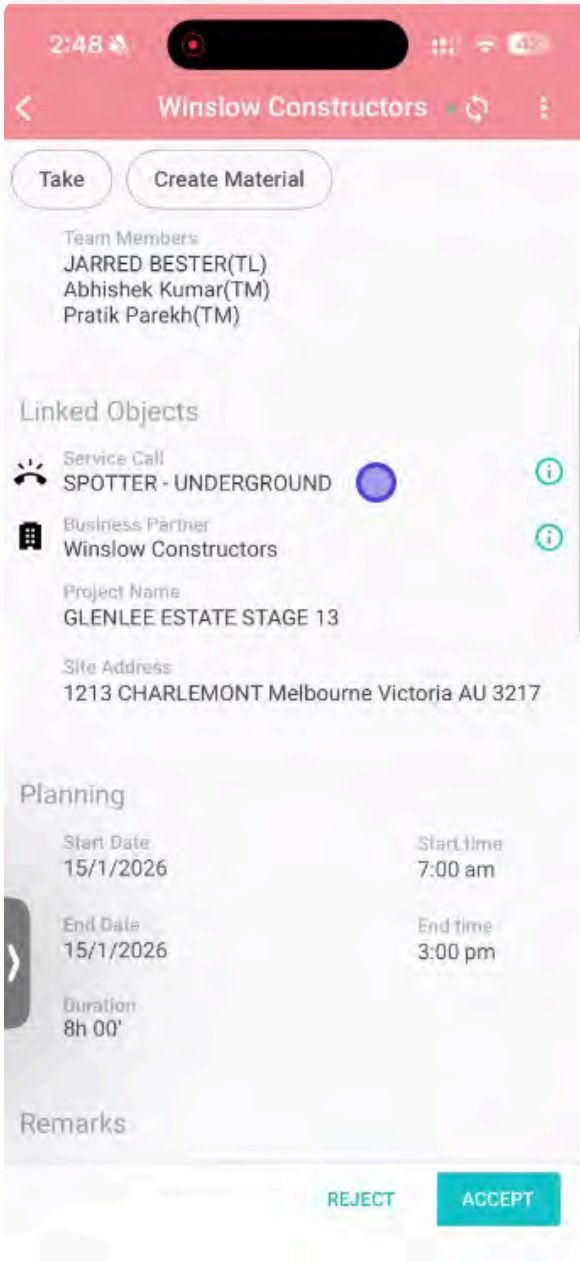 2:48
Winslow Constructors
Take
Create Material
Team Members
JARRED BESTER(TL)
Abhishek Kumar(TM)
Pratik Parekh(TM)
Linked Objects
Service Call
SPOTTER - UNDERGROUND
Business Partner
Winslow Constructors
Project Name
GLENLEE ESTATE STAGE 13
Site Address
1213 CHARLEMONT Melbourne Victoria AU 3217
Planning
Start Date
Start time
15/1/2026
7:00 am
End Date
End time
15/1/2026
3:00 pm
Duration
8h 00'
Remarks
REJECT
ACCEPT